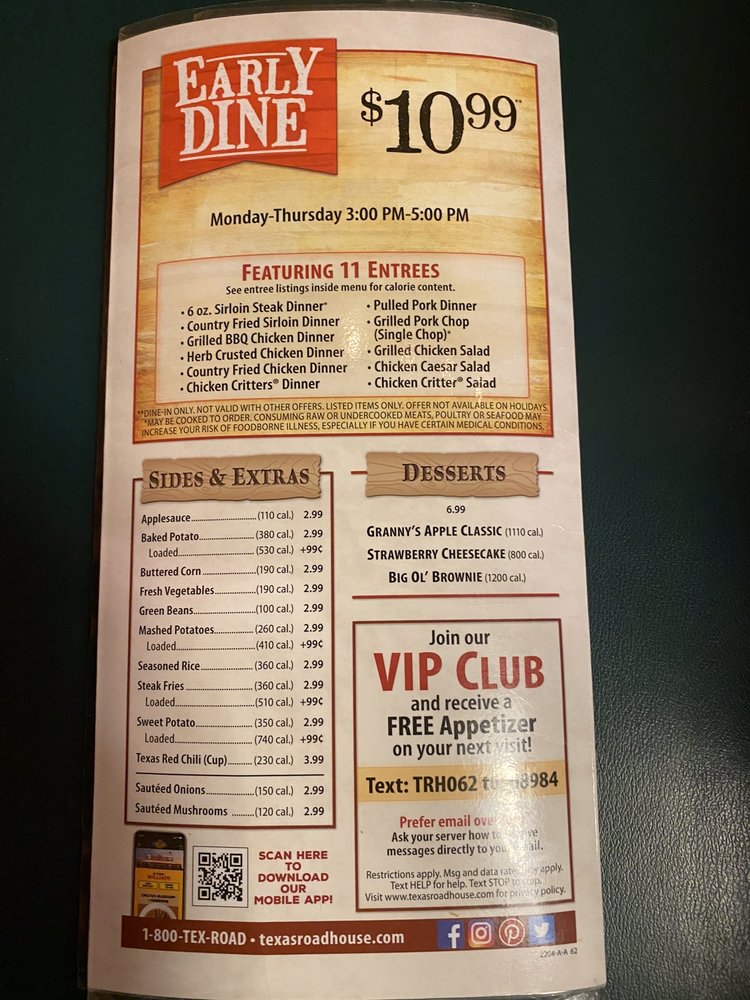 EARLY
DINE
$10.99**
Monday-Thursday 3:00 PM-5:00 PM
FEATURING 11 ENTREES
See entree listings inside menu for calorie content.
• 6 oz. Sirloin Steak Dinner*
• Country Fried Sirloin Dinner
• Grilled BBQ Chicken Dinner
• Herb Crusted Chicken Dinner
• Country Fried Chicken Dinner
• Chicken Critters® Dinner
• Pulled Pork Dinner
• Grilled Pork Chop
(Single Chop)*
• Grilled Chicken Salad
• Chicken Caesar Salad
• Chicken Critter® Salad
**DINE-IN ONLY. NOT VALID WITH OTHER OFFERS. LISTED ITEMS ONLY. OFFER NOT AVAILABLE ON HOLIDAYS.
*MAY BE COOKED TO ORDER. CONSUMING RAW OR UNDERCOOKED MEATS, POULTRY OR SEAFOOD MAY
INCREASE YOUR RISK OF FOODBORNE ILLNESS, ESPECIALLY IF YOU HAVE CERTAIN MEDICAL CONDITIONS.
SIDES & EXTRAS
Applesauce (110 cal.) 2.99
Baked Potato (380 cal.) 2.99
Loaded (530 cal.) +99¢
Buttered Corn (190 cal.) 2.99
Fresh Vegetables (190 cal.) 2.99
Green Beans (100 cal.) 2.99
Mashed Potatoes (260 cal.) 2.99
Loaded (410 cal.) +99¢
Seasoned Rice (360 cal.) 2.99
Steak Fries (360 cal.) 2.99
Loaded (510 cal.) +99¢
Sweet Potato (350 cal.) 2.99
Loaded (740 cal.) +99¢
Texas Red Chili (Cup) (230 cal.) 3.99
Sautéed Onions (150 cal.) 2.99
Sautéed Mushrooms (120 cal.) 2.99
DESSERTS
6.99
GRANNY'S APPLE CLASSIC (1110 cal.)
STRAWBERRY CHEESECAKE (800 cal.)
BIG OL' BROWNIE (1200 cal.)
Join our
VIP CLUB
and receive a
FREE Appetizer
on your next visit!
Text: TRH062
Prefer email
Ask your server how to
messages directly to
Restrictions apply. Msg and data apply.
Text HELP for help. Text STOP to
Visit www.texasroadhouse.com for privacy policy.
SCAN HERE
TO
DOWNLOAD
OUR
MOBILE APP!
1-800-TEX-ROAD • texasroadhouse.com
2204-A-A 62